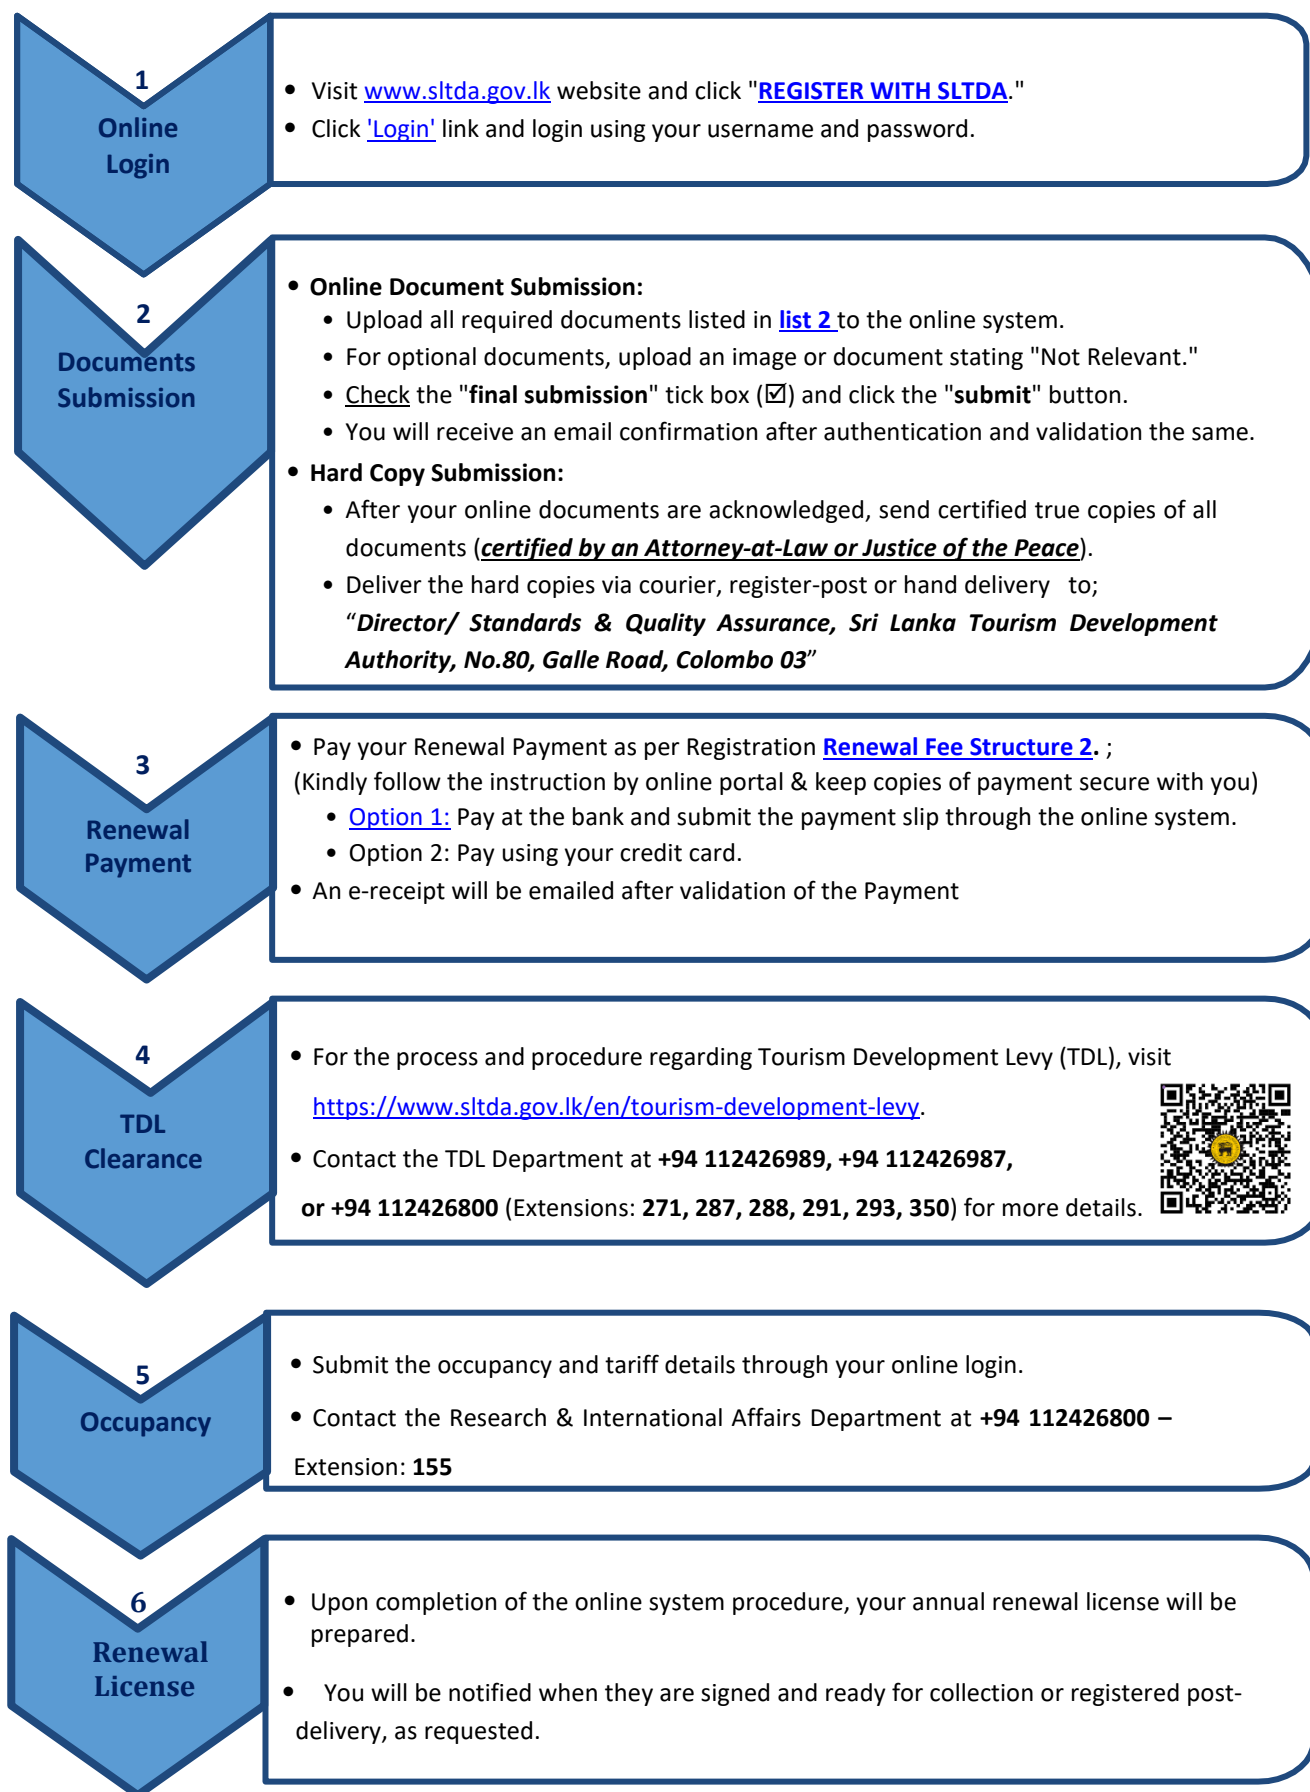 1
Online
Login
• Visit www.sltda.gov.lk website and click "REGISTER WITH SLTDA."
• Click 'Login' link and login using your username and password.
2
Documents
Submission
• Online Document Submission:
• Upload all required documents listed in list 2 to the online system.
• For optional documents, upload an image or document stating "Not Relevant."
• Check the "final submission" tick box (☑) and click the "submit" button.
• You will receive an email confirmation after authentication and validation the same.
• Hard Copy Submission:
• After your online documents are acknowledged, send certified true copies of all
documents (certified by an Attorney-at-Law or Justice of the Peace).
• Deliver the hard copies via courier, register-post or hand delivery to;
“Director/ Standards & Quality Assurance, Sri Lanka Tourism Development
Authority, No.80, Galle Road, Colombo 03”
3
Renewal
Payment
• Pay your Renewal Payment as per Registration Renewal Fee Structure 2. ;
(Kindly follow the instruction by online portal & keep copies of payment secure with you)
• Option 1: Pay at the bank and submit the payment slip through the online system.
• Option 2: Pay using your credit card.
• An e-receipt will be emailed after validation of the Payment
4
TDL
Clearance
• For the process and procedure regarding Tourism Development Levy (TDL), visit
https://www.sltda.gov.lk/en/tourism-development-levy.
• Contact the TDL Department at +94 112426989, +94 112426987,
or +94 112426800 (Extensions: 271, 287, 288, 291, 293, 350) for more details.
5
Occupancy
• Submit the occupancy and tariff details through your online login.
• Contact the Research & International Affairs Department at +94 112426800 –
Extension: 155
6
Renewal
License
• Upon completion of the online system procedure, your annual renewal license will be
prepared.
• You will be notified when they are signed and ready for collection or registered post-
delivery, as requested.